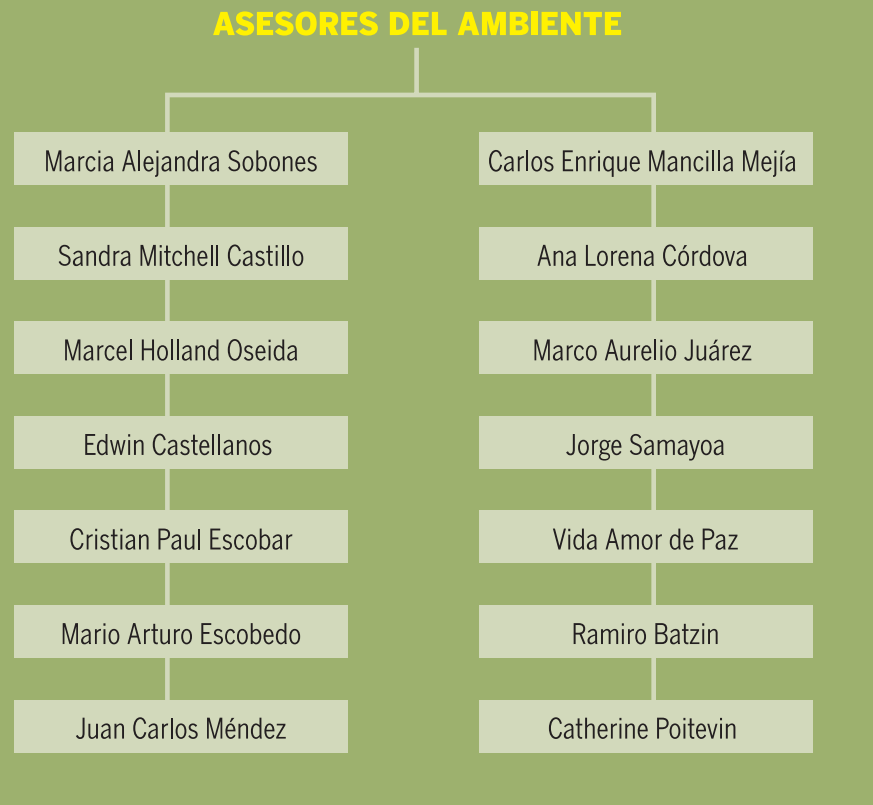 ASESORES DEL AMBIENTE
Marcia Alejandra Sobones
Sandra Mitchell Castillo
Marcel Holland Oseida
Edwin Castellanos
Cristian Paul Escobar
Mario Arturo Escobedo
Juan Carlos Méndez
Carlos Enrique Mancilla Mejía
Ana Lorena Córdova
Marco Aurelio Juárez
Jorge Samayoa
Vida Amor de Paz
Ramiro Batzin
Catherine Poitevin